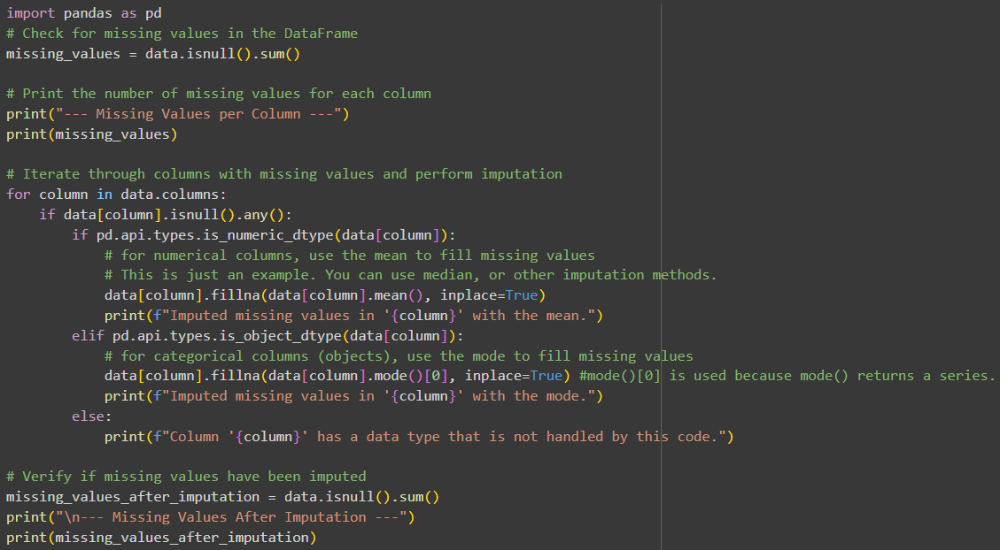 import pandas as pd
# Check for missing values in the DataFrame
missing_values = data.isnull().sum()

# Print the number of missing values for each column
print("--- Missing Values per Column ---")
print(missing_values)

# Iterate through columns with missing values and perform imputation
for column in data.columns:
    if data[column].isnull().any():
        if pd.api.types.is_numeric_dtype(data[column]):
            # for numerical columns, use the mean to fill missing values
            # This is just an example. You can use median, or other imputation methods.
            data[column].fillna(data[column].mean(), inplace=True)
            print(f"Imputed missing values in '{column}' with the mean.")
        elif pd.api.types.is_object_dtype(data[column]):
            # for categorical columns (objects), use the mode to fill missing values
            data[column].fillna(data[column].mode()[0], inplace=True) #mode()[0] is used because mode() returns a series.
            print(f"Imputed missing values in '{column}' with the mode.")
        else:
            print(f"Column '{column}' has a data type that is not handled by this code.")

# Verify if missing values have been imputed
missing_values_after_imputation = data.isnull().sum()
print("\n--- Missing Values After Imputation ---")
print(missing_values_after_imputation)